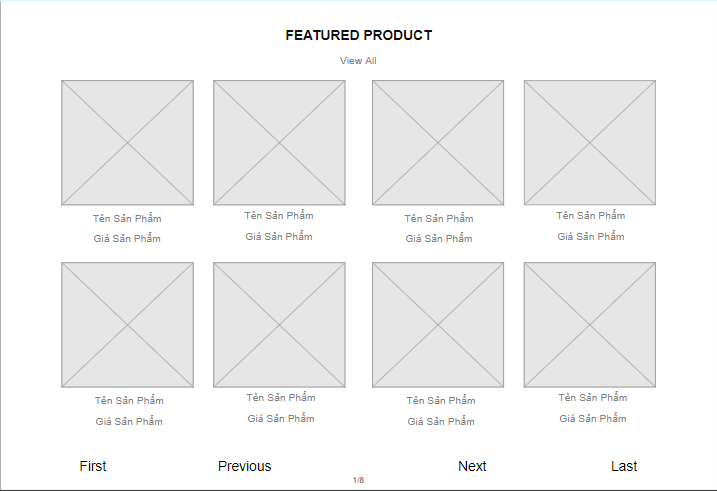 FEATURED PRODUCT
View All
Tên Sản Phẩm Tên Sản Phẩm Tên Sản Phẩm Tên Sản Phẩm
Giá Sản Phẩm Giá Sản Phẩm Giá Sản Phẩm Giá Sản Phẩm
Tên Sản Phẩm Tên Sản Phẩm Tên Sản Phẩm Tên Sản Phẩm
Giá Sản Phẩm Giá Sản Phẩm Giá Sản Phẩm Giá Sản Phẩm
First Previous Next Last
1/8